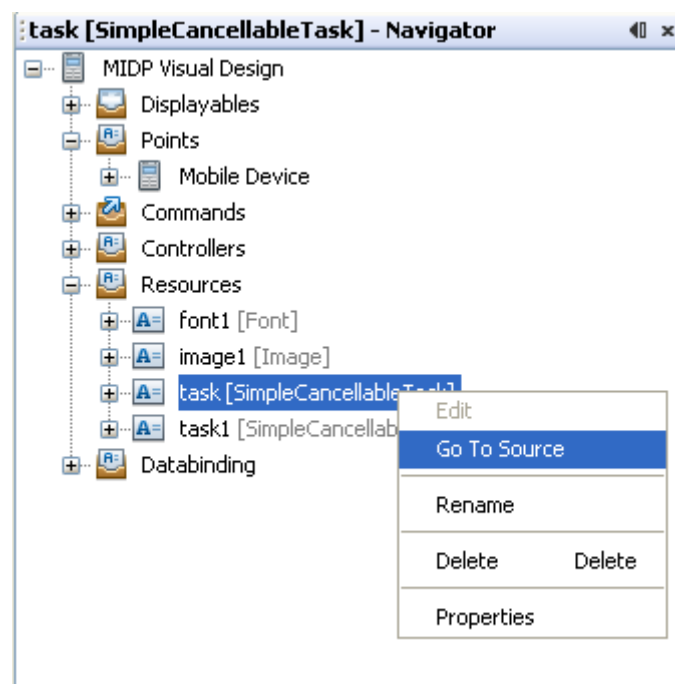 task [SimpleCancellableTask] - Navigator
MIDP Visual Design
Displayables
Points
Mobile Device
Commands
Controllers
Resources
font1 [Font]
image1 [Image]
task [SimpleCancellableTask]
task1 [SimpleCancellab
Databinding
Edit
Go To Source
Rename
Delete Delete
Properties